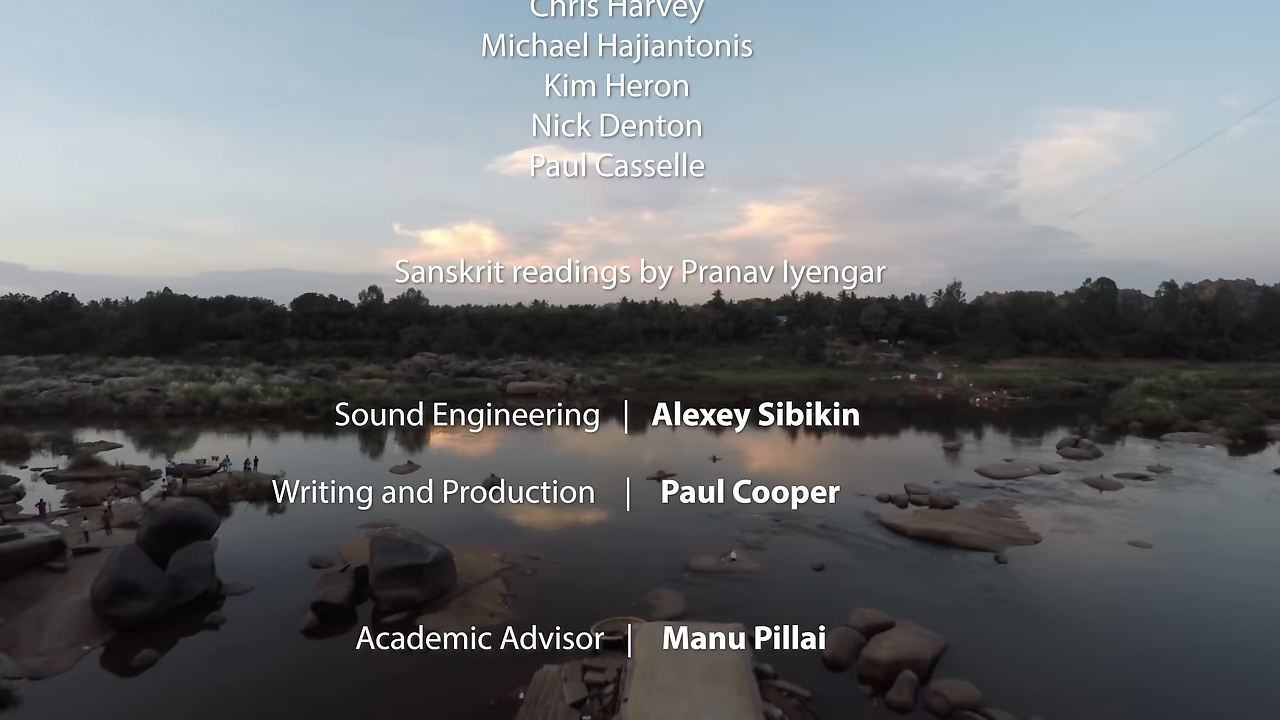 Chris Harvey
Michael Hajiantonis
Kim Heron
Nick Denton
Paul Casselle
Sanskrit readings by Pranav Iyengar
Sound Engineering | Alexey Sibikin
Writing and Production | Paul Cooper
Academic Advisor | Manu Pillai